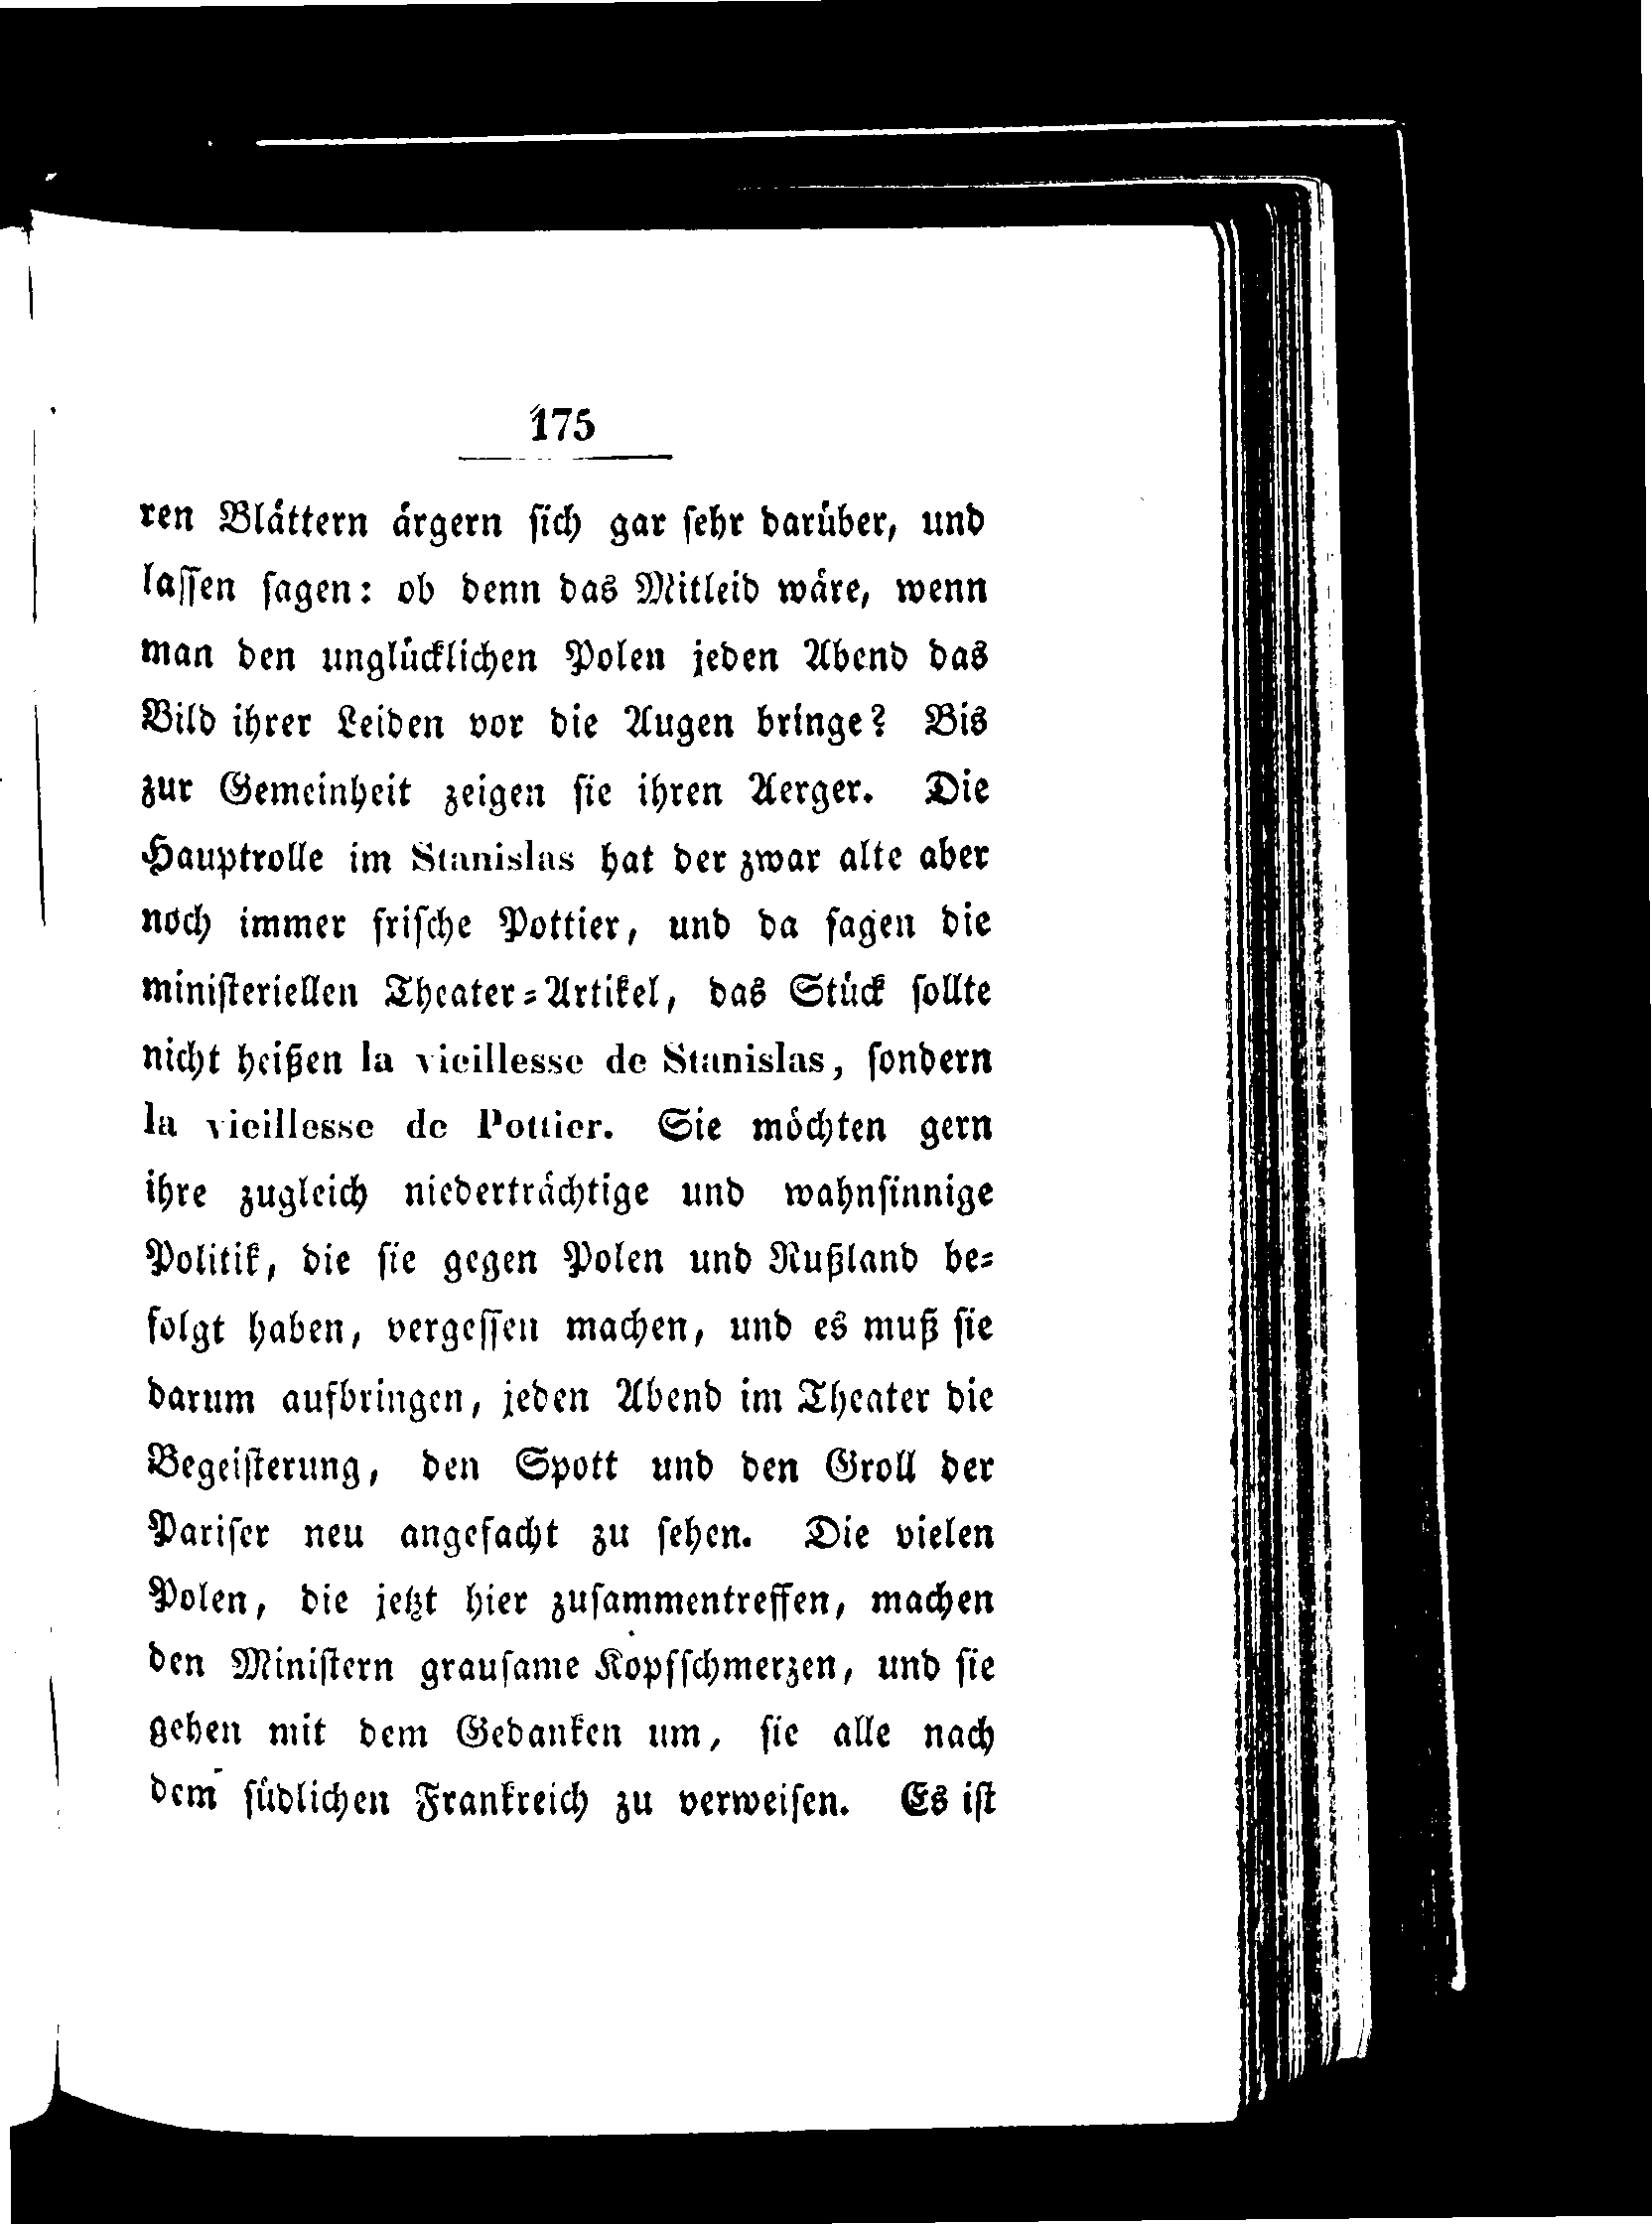 175
ren Blättern ärgern sich gar sehr darüber, und
lassen sagen: ob denn das Mitleid wäre, wenn
man den unglücklichen Polen jeden Abend das
Bild ihrer Leiden vor die Augen bringe? Bis
zur Gemeinheit zeigen sie ihren Aerger. Die
Hauptrolle im Stanislas hat der zwar alte aber
noch immer frische Pottier, und da sagen die
ministeriellen Theater-Artikel, das Stück sollte
nicht heißen la vieillesse de Stanislas, sondern
la vieillesse de Pottier. Sie möchten gern
ihre zugleich niederträchtige und wahnsinnige
Politik, die sie gegen Polen und Rußland be-
folgt haben, vergessen machen, und es muß sie
darum aufbringen, jeden Abend im Theater die
Begeisterung, den Spott und den Groll der
Pariser neu angefacht zu sehen. Die vielen
Polen, die jetzt hier zusammentreffen, machen
den Ministern grausame Kopfschmerzen, und sie
gehen mit dem Gedanken um, sie alle nach
dem südlichen Frankreich zu verweisen. Es ist